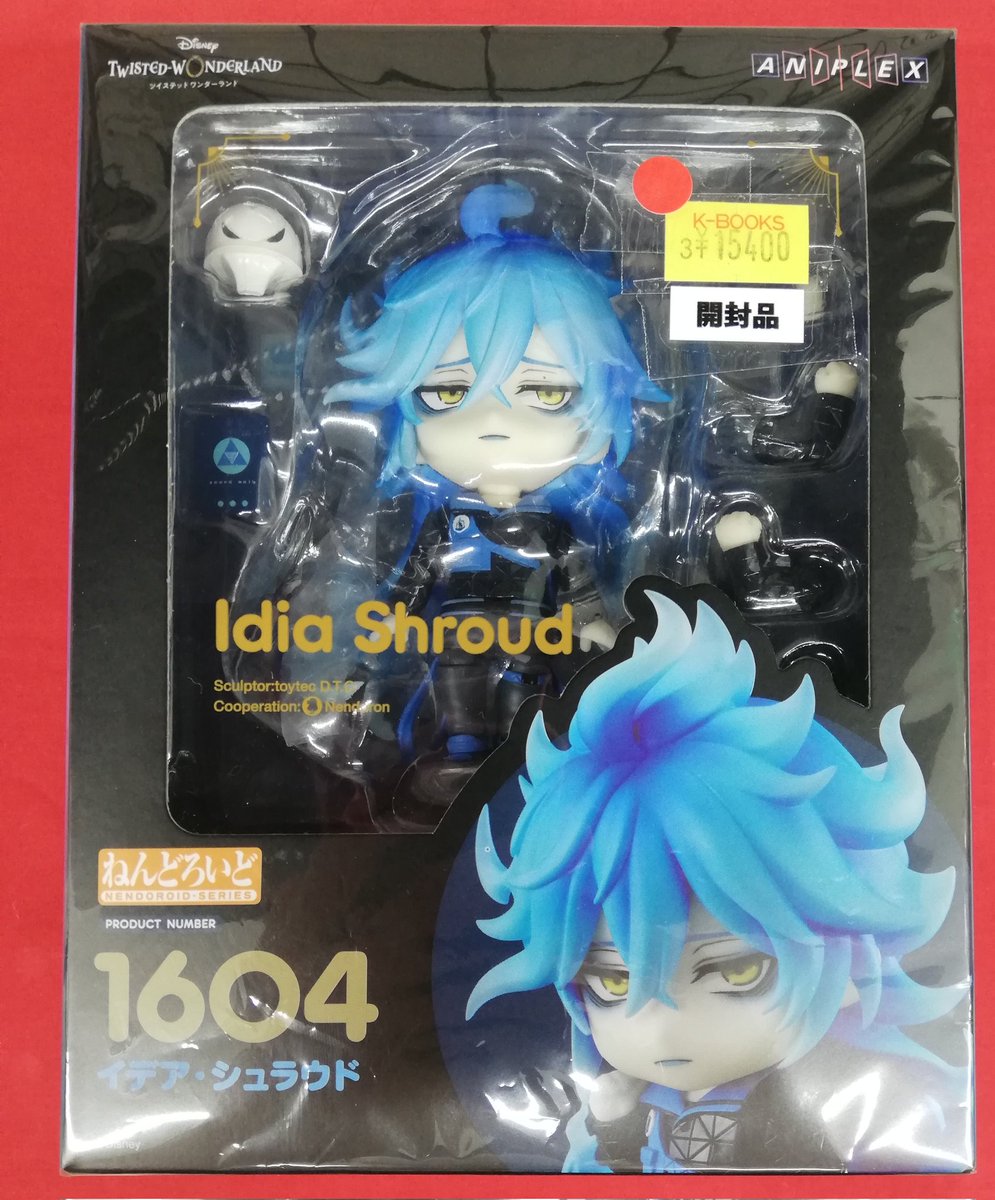 Disney
TWISTED-WONDERLAND
ツイステッドワンダーランド
ANIPLEX
K-BOOKS
3¥15400
開封品
Idia Shroud
Sculptor:toytec D.T.C
Cooperation: Nendoron
ねんどろいど
NENDOROID-SERIES
PRODUCT NUMBER
1604
イデア・シュラウド
Disney